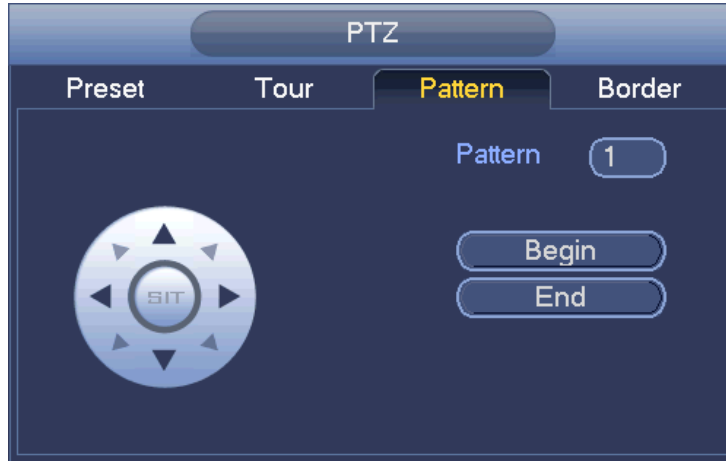 PTZ
Preset Tour Pattern Border
Pattern 1
SIT
Begin
End